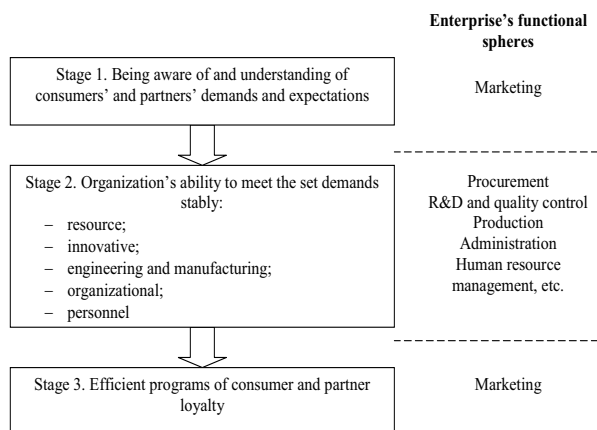 Enterprise's functional
spheres
Stage 1. Being aware of and understanding of
consumers' and partners' demands and expectations
Marketing
Stage 2. Organization's ability to meet the set demands
stably:
– resource;
– innovative;
– engineering and manufacturing;
– organizational;
– personnel
Procurement
R&D and quality control
Production
Administration
Human resource
management, etc.
Stage 3. Efficient programs of consumer and partner
loyalty
Marketing